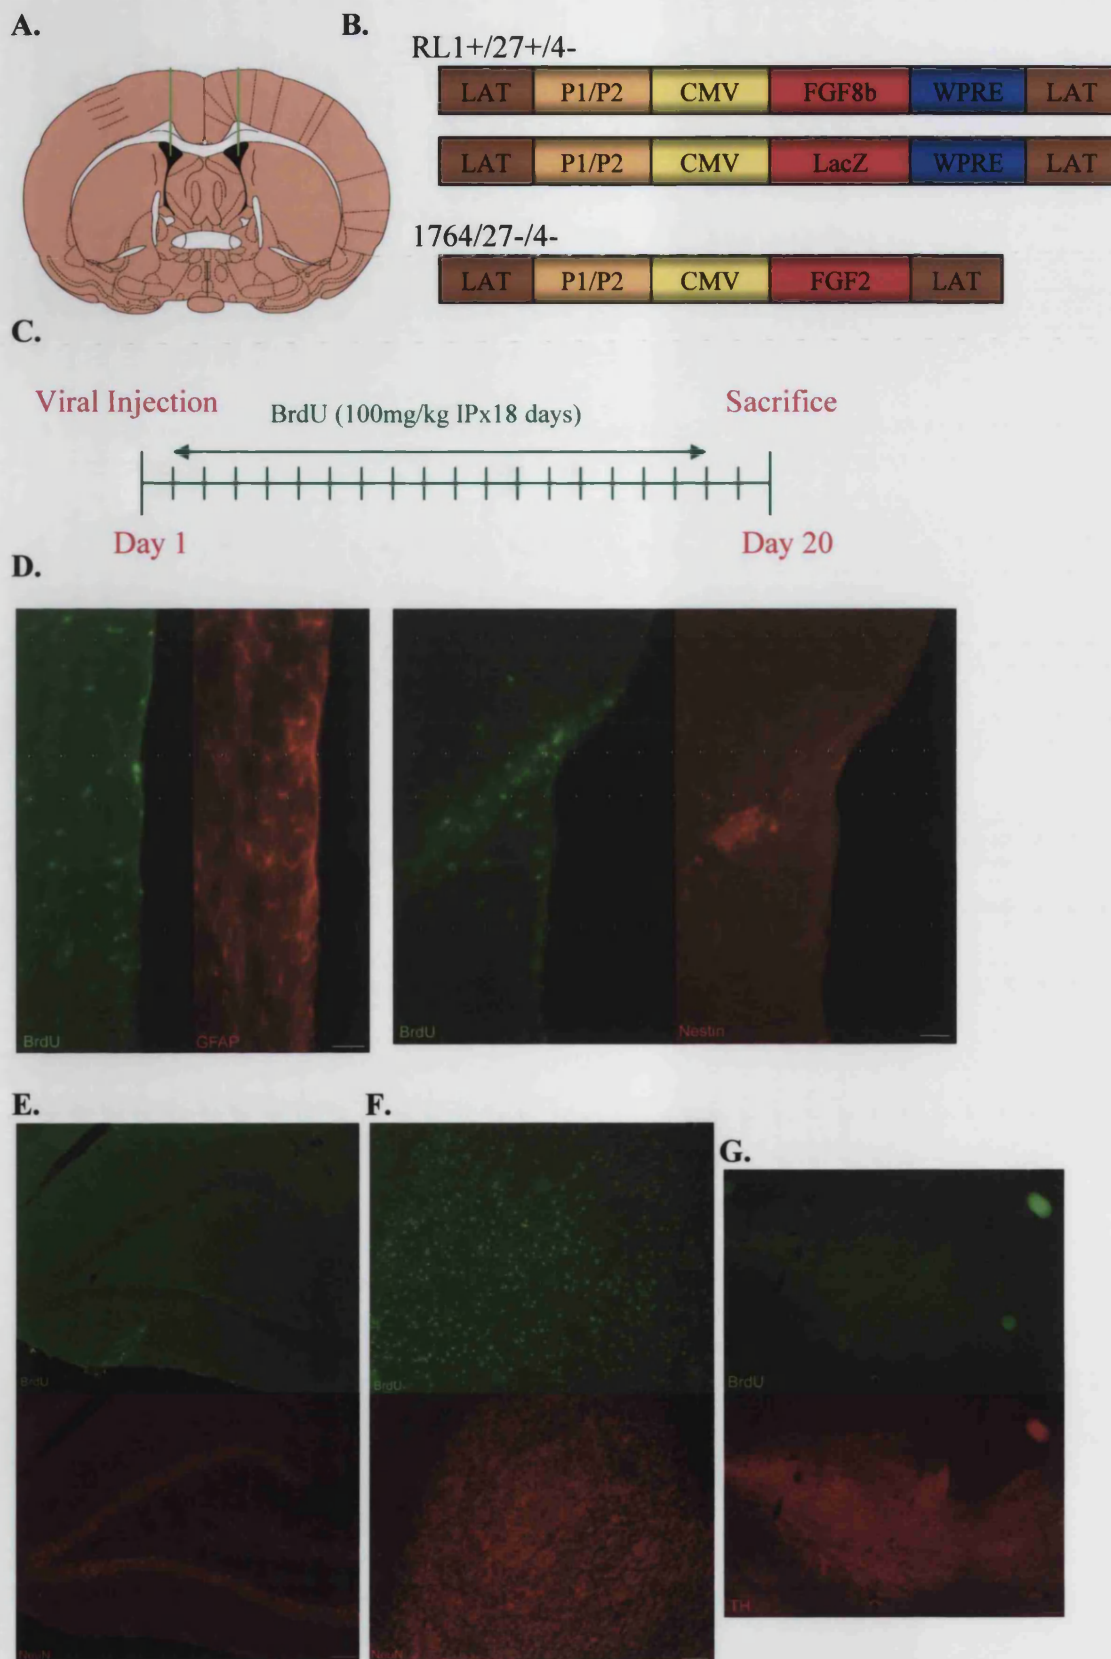 A.
B.
RL1+/27+/4-
LAT P1/P2 CMV FGF8b WPRE LAT
LAT P1/P2 CMV LacZ WPRE LAT
1764/27-/4-
LAT P1/P2 CMV FGF2 LAT
C.
Viral Injection
BrdU (100mg/kg IPx18 days)
Sacrifice
Day 1
Day 20
D.
BrdU GFAP
BrdU Nestin
E.
F.
G.
BrdU
BrdU
BrdU
NeuN
NeuN
TH